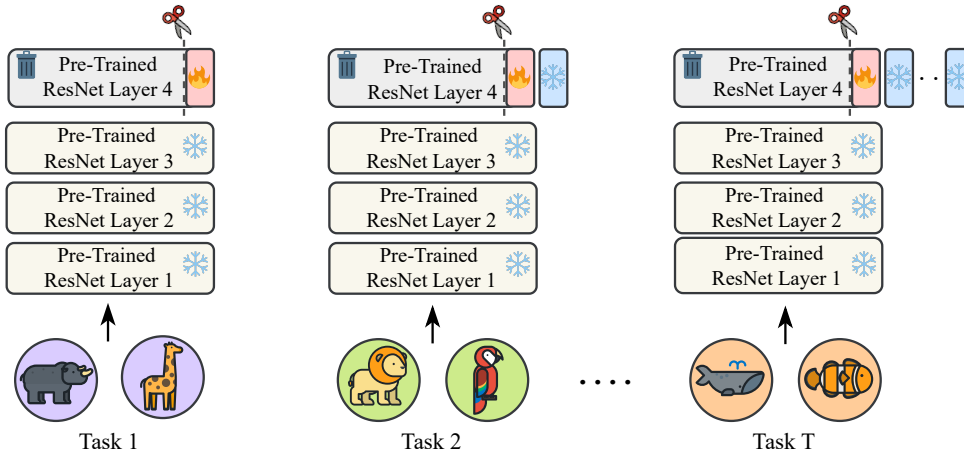 Pre-Trained
ResNet Layer 4
Pre-Trained
ResNet Layer 3
Pre-Trained
ResNet Layer 2
Pre-Trained
ResNet Layer 1
Task 1
Pre-Trained
ResNet Layer 4
Pre-Trained
ResNet Layer 3
Pre-Trained
ResNet Layer 2
Pre-Trained
ResNet Layer 1
Task 2
....
Pre-Trained
ResNet Layer 4
..
Pre-Trained
ResNet Layer 3
Pre-Trained
ResNet Layer 2
Pre-Trained
ResNet Layer 1
Task T